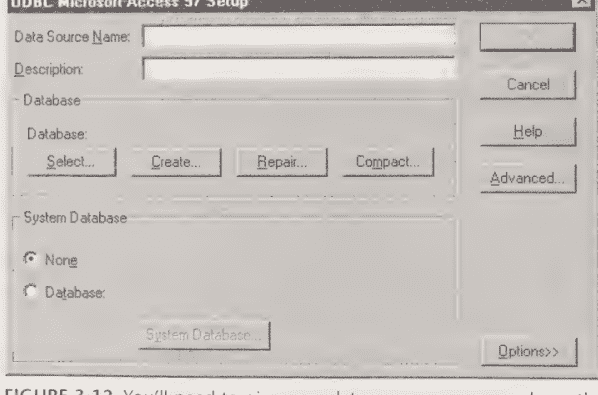 ODBC Microsoft Access 97 Setup
Data Source Name:
Description:
Database
Database:
Select...
Create...
Repair...
Compact...
System Database
None
Database:
System Database...
Cancel
Help
Advanced...
Options>>
FIGURE 3-12 You'll need to